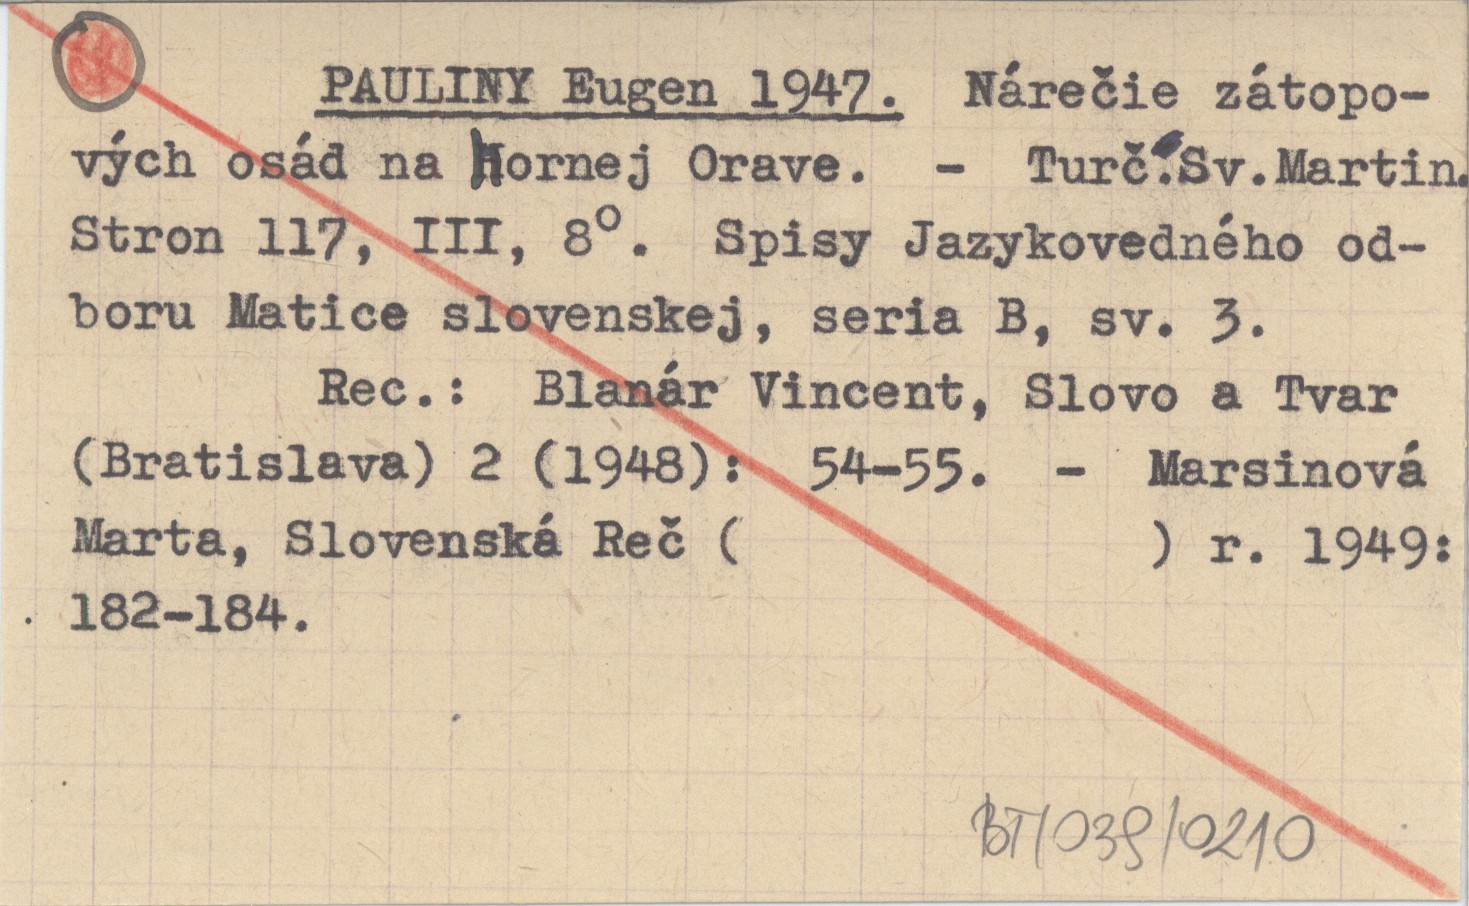 PAULINY Eugen 1947. Nárečie zátopo-
vých osád na Hornej Orave. - Turč.Sv.Martin.
Stron 117, III, 8°. Spisy Jazykovedného od-
boru Matice slovenskej, seria B, sv. 3.
Rec.: Blanár Vincent, Slovo a Tvar
(Bratislava) 2 (1948): 54-55. - Marsinová
Marta, Slovenská Reč (                    ) r. 1949:
182-184.
BT/039/0210